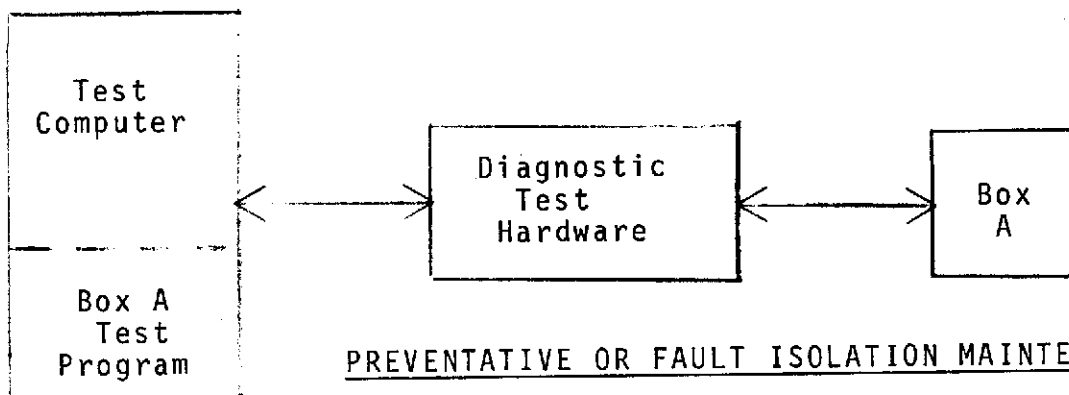 Test
Computer
Diagnostic
Test
Hardware
Box
A
Box A
Test
Program
PREVENTATIVE OR FAULT ISOLATION MAINTE